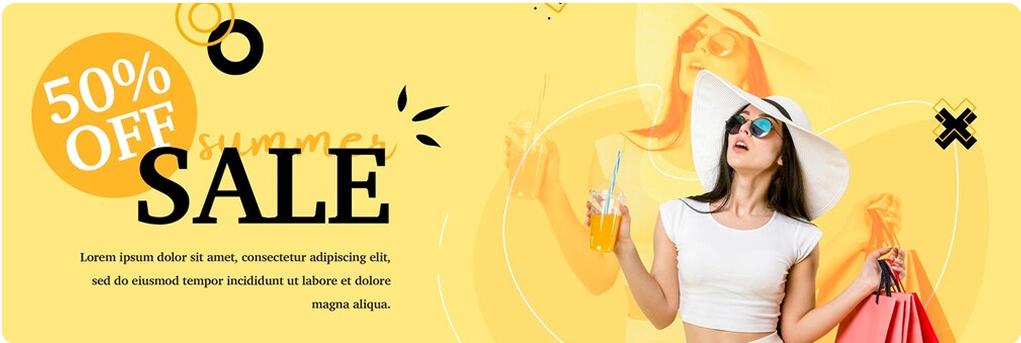 50%
OFF
summer
SALE
Lorem ipsum dolor sit amet, consectetur adipiscing elit,
sed do eiusmod tempor incididunt ut labore et dolore
magna aliqua.